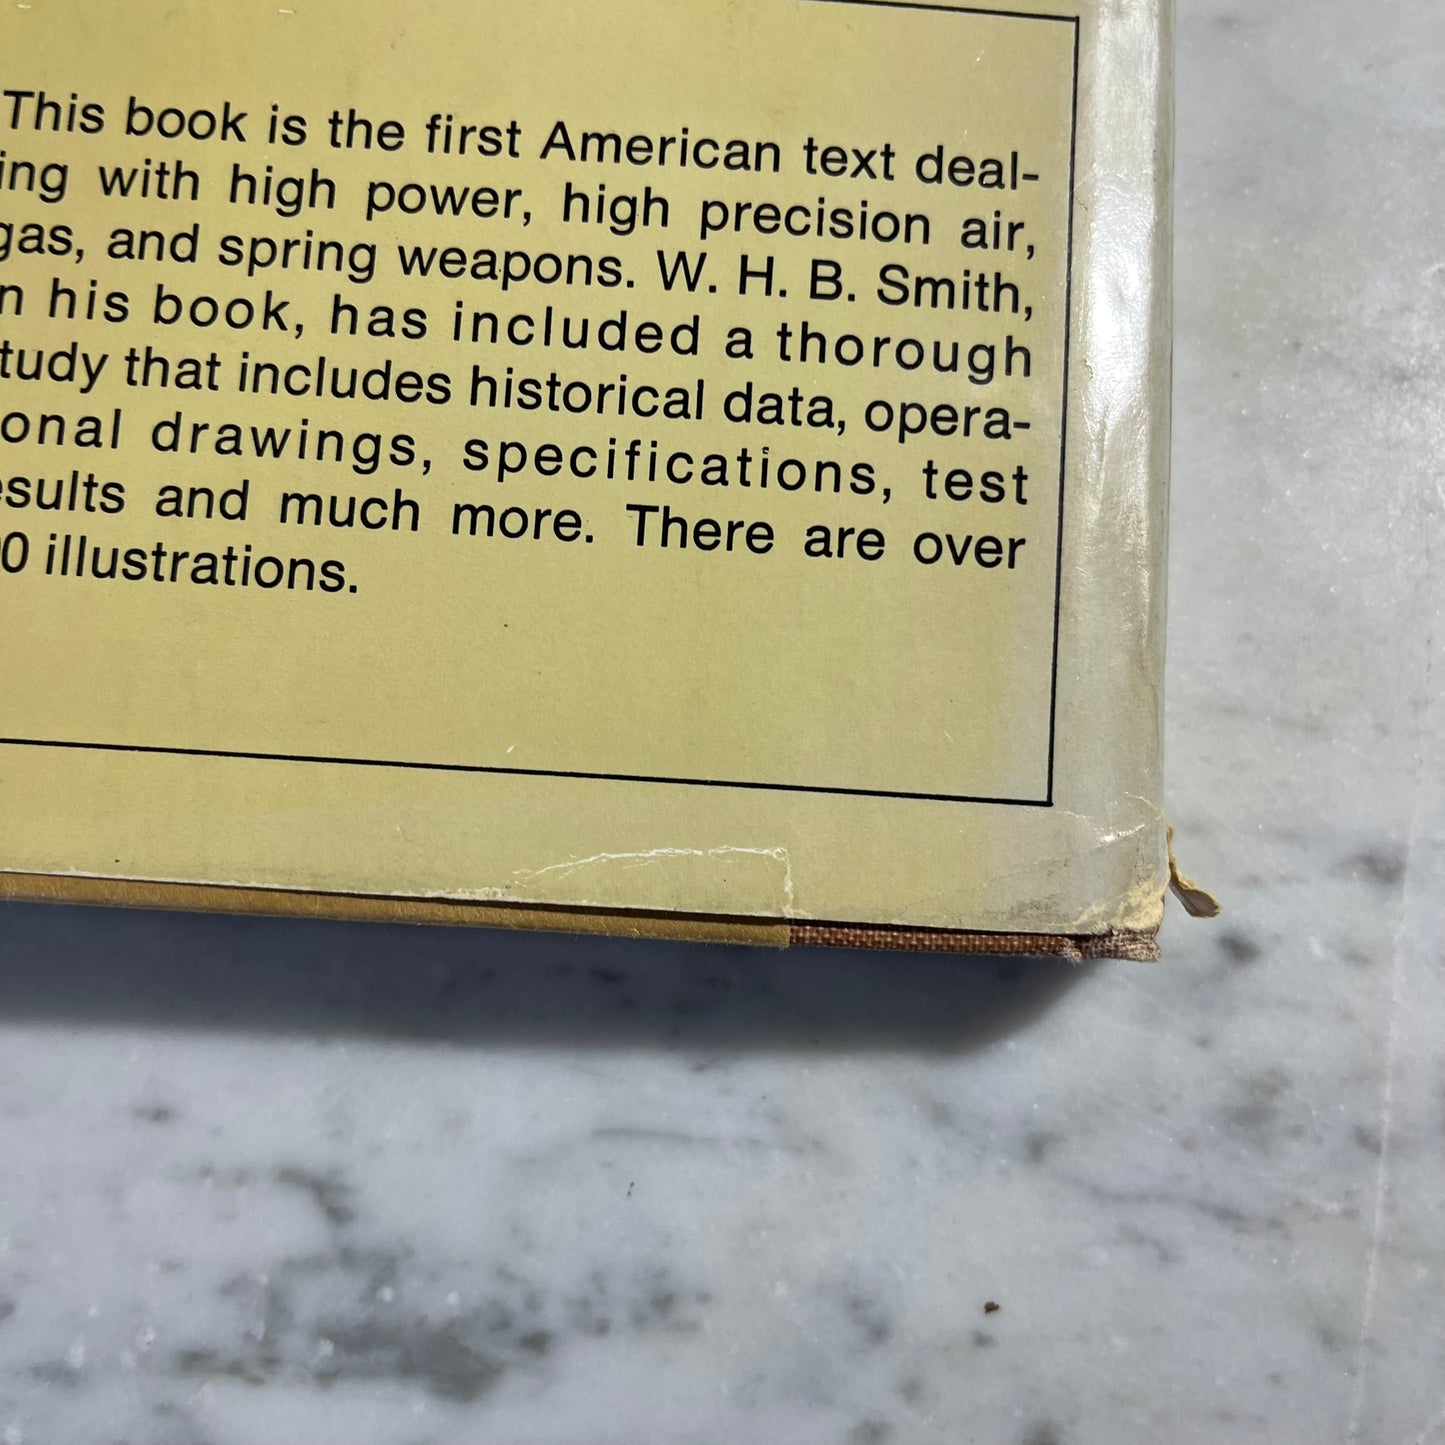 This book is the first American text deal-
ing with high power, high precision air,
gas, and spring weapons. W. H. B. Smith,
n his book, has included a thorough
tudy that includes historical data, opera-
onal drawings, specifications, test
esults and much more. There are over
00 illustrations.